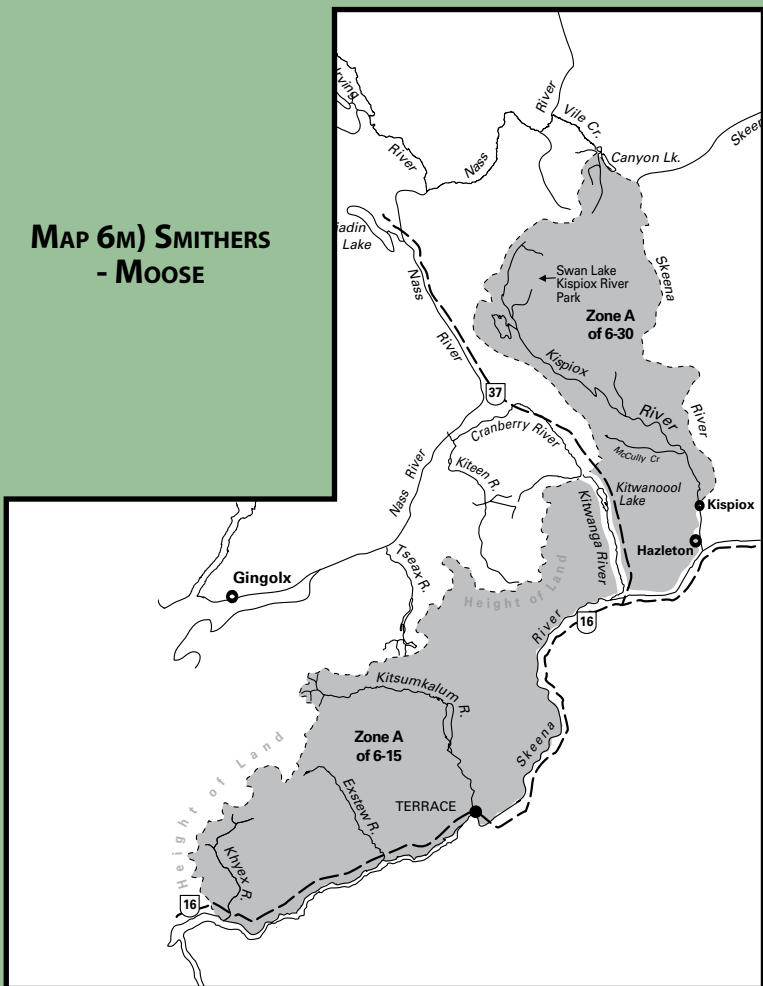 MAP 6M) SMITHERS
- MOOSE
Irving
River
Nass
River
Vile Cr.
Canyon Lk.
Skeen
iadin
Lake
Nass
River
Swan Lake
Kispiox River
Park
Skeena
River
Zone A
of 6-30
Kispiox
River
37
Cranberry River
McCully Cr
Nass River
Kiteen R.
Kitwanoool
Lake
Kispiox
Kitwanga River
Hazleton
Tseax R.
Gingolx
Height of Land
River
16
Kitsumkalum R.
Zone A
of 6-15
Skeena
Height of Land
Exstew R.
TERRACE
Khyex R.
16